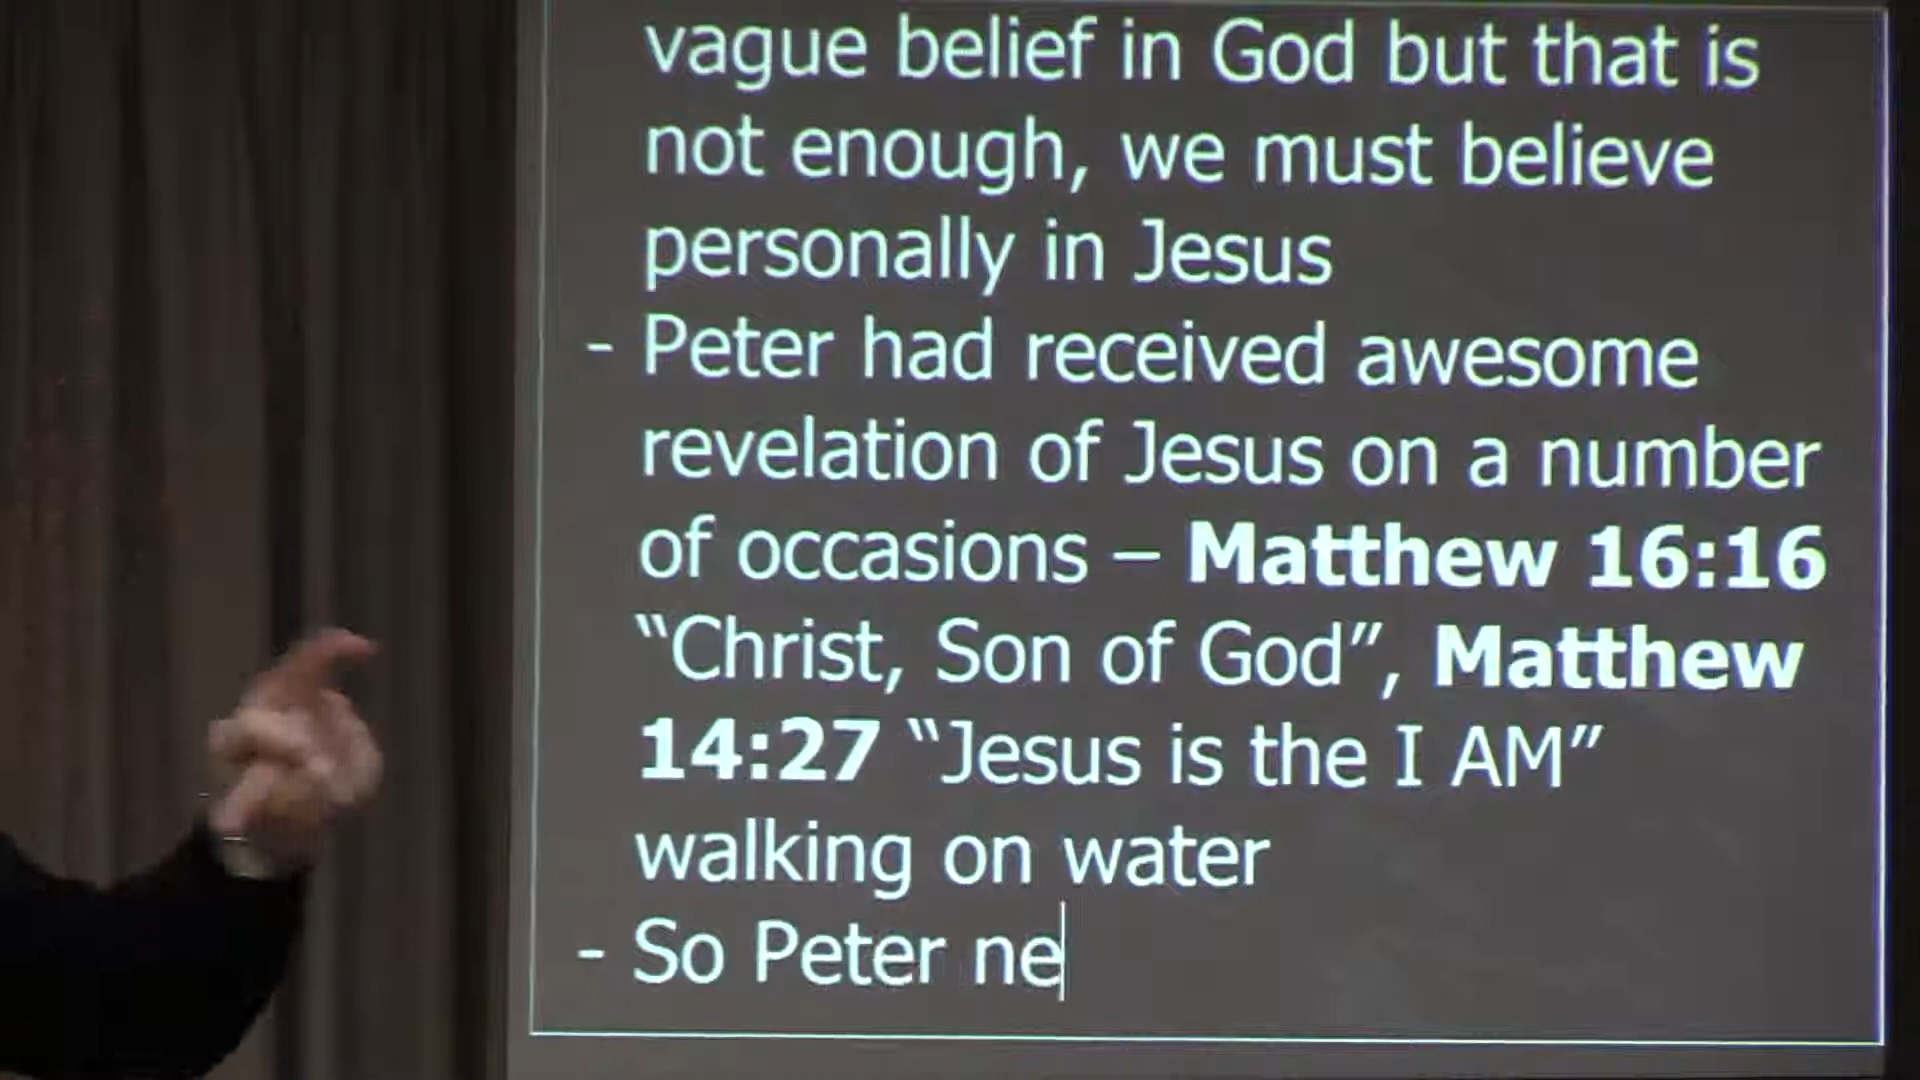 vague belief in God but that is
not enough, we must believe
personally in Jesus
- Peter had received awesome
revelation of Jesus on a number
of occasions – Matthew 16:16
“Christ, Son of God”, Matthew
14:27 “Jesus is the I AM”
walking on water
- So Peter ne